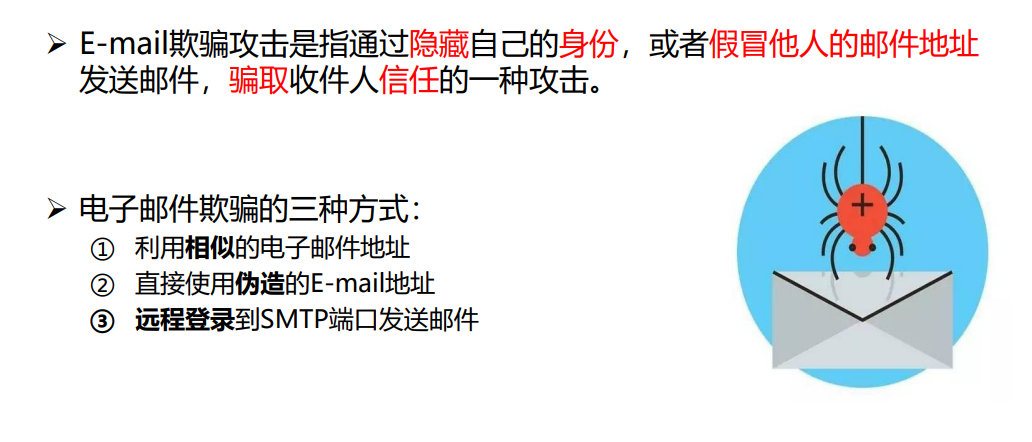 ➢ E-mail欺骗攻击是指通过隐藏自己的身份，或者假冒他人的邮件地址
发送邮件，骗取收件人信任的一种攻击。
➢ 电子邮件欺骗的三种方式：
① 利用相似的电子邮件地址
② 直接使用伪造的E-mail地址
③ 远程登录到SMTP端口发送邮件